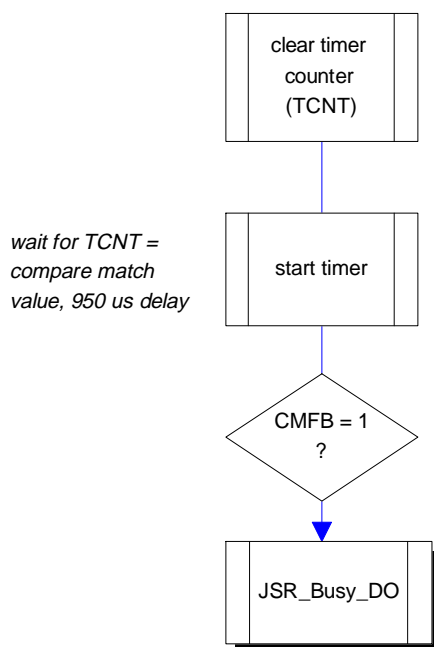 clear timer
counter
(TCNT)
wait for TCNT =
compare match
value, 950 us delay
start timer
CMFB = 1
?
JSR_Busy_DO